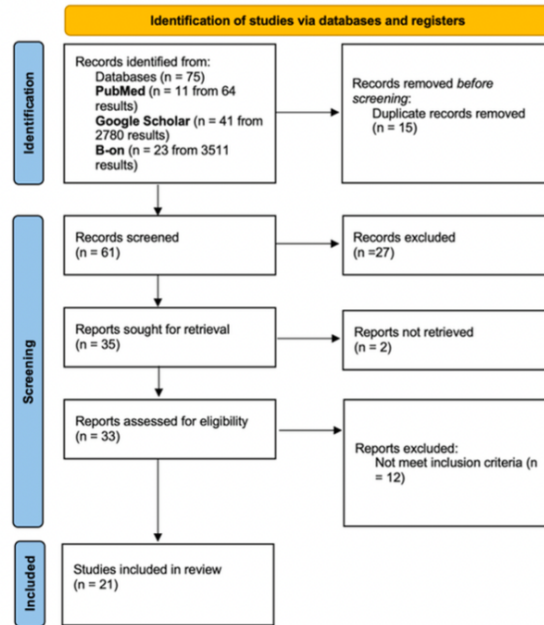 Identification of studies via databases and registers
Identification
Records identified from:
Databases (n = 75)
PubMed (n = 11 from 64
results)
Google Scholar (n = 41 from
2780 results)
B-on (n = 23 from 3511
results)
Records removed before
screening:
Duplicate records removed
(n = 15)
Screening
Records screened
(n = 61)
Records excluded
(n =27)
Reports sought for retrieval
(n = 35)
Reports not retrieved
(n = 2)
Reports assessed for eligibility
(n = 33)
Reports excluded:
Not meet inclusion criteria (n
= 12)
Included
Studies included in review
(n = 21)